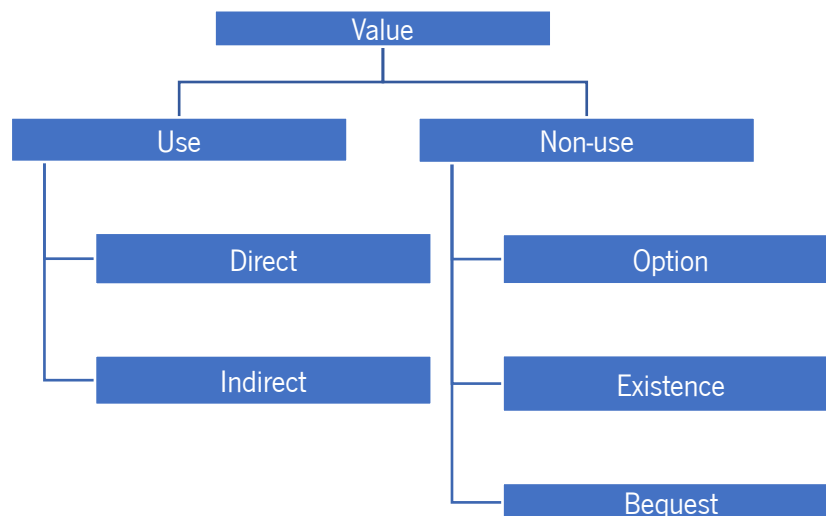 Value
Use
Non-use
Direct
Option
Indirect
Existence
Bequest